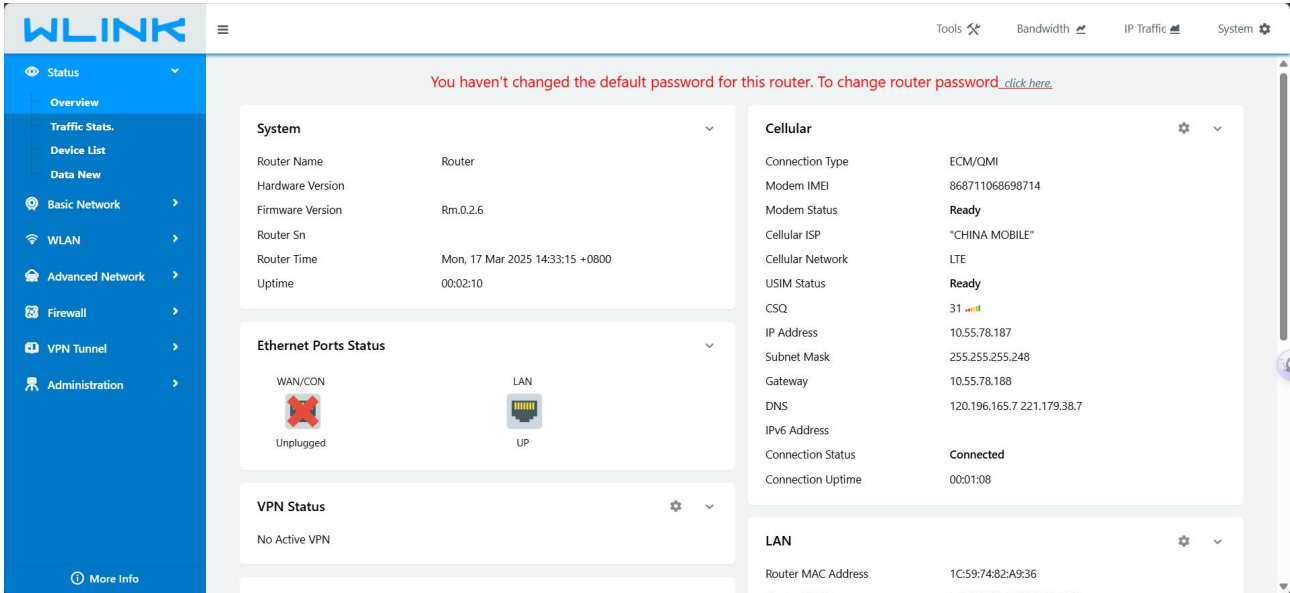 WLINK
Tools Bandwidth IP Traffic System
Status
Overview
Traffic Stats.
Device List
Data New
Basic Network
WLAN
Advanced Network
Firewall
VPN Tunnel
Administration
More Info
You haven't changed the default password for this router. To change router password click here.
System
Router Name Router
Hardware Version
Firmware Version Rm.0.2.6
Router Sn
Router Time Mon, 17 Mar 2025 14:33:15 +0800
Uptime 00:02:10
Ethernet Ports Status
WAN/CON LAN
Unplugged UP
VPN Status
No Active VPN
Cellular
Connection Type ECM/QMI
Modem IMEI 868711068698714
Modem Status Ready
Cellular ISP "CHINA MOBILE"
Cellular Network LTE
USIM Status Ready
CSQ 31
IP Address 10.55.78.187
Subnet Mask 255.255.255.248
Gateway 10.55.78.188
DNS 120.196.165.7 221.179.38.7
IPv6 Address
Connection Status Connected
Connection Uptime 00:01:08
LAN
Router MAC Address 1C:59:74:82:A9:36